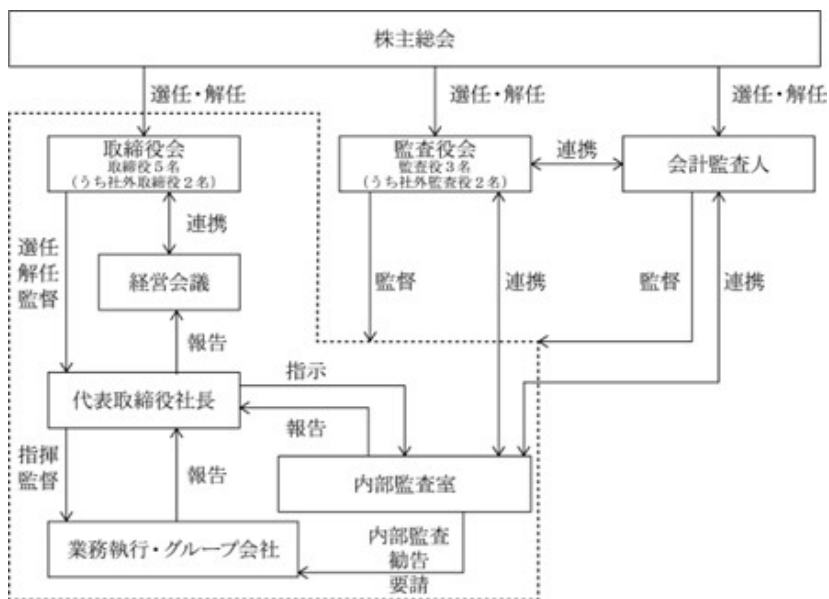 株主総会
選任・解任
選任・解任
選任・解任
取締役会
取締役5名
(うち社外取締役2名)
監査役会
監査役3名
(うち社外監査役2名)
連携
会計監査人
選任
解任
監督
連携
経営会議
監督
連携
監督
連携
報告
代表取締役社長
指示
報告
指揮
監督
報告
内部監査室
業務執行・グループ会社
内部監査
勧告
要請